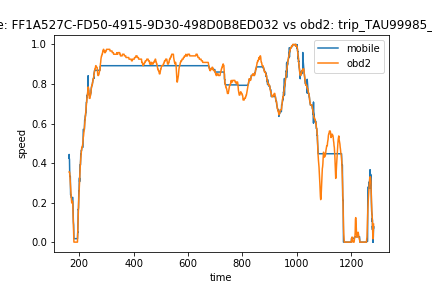 e: FF1A527C-FD50-4915-9D30-498D0B8ED032 vs obd2: trip_TAU99985_
mobile
obd2
1.0
0.8
0.6
0.4
0.2
0.0
speed
200 400 600 800 1000 1200
time